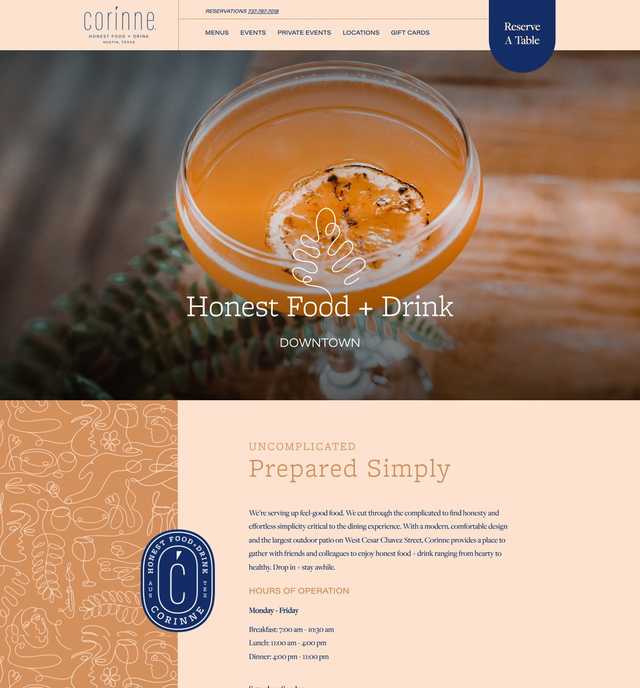 corinne.
HONEST FOOD + DRINK
AUSTIN, TEXAS
RESERVATIONS 737-787-7018
MENUS EVENTS PRIVATE EVENTS LOCATIONS GIFT CARDS
Reserve
A Table
Honest Food + Drink
DOWNTOWN
UNCOMPLICATED
Prepared Simply
We're serving up feel-good food. We cut through the complicated to find honesty and
effortless simplicity critical to the dining experience. With a modern, comfortable design
and the largest outdoor patio on West Cesar Chavez Street, Corinne provides a place to
gather with friends and colleagues to enjoy honest food + drink ranging from hearty to
healthy. Drop in + stay awhile.
HONEST FOOD+DRINK
Ć
AUS TEX
CORINNE
HOURS OF OPERATION
Monday - Friday
Breakfast: 7:00 am - 10:30 am
Lunch: 11:00 am - 4:00 pm
Dinner: 4:00 pm - 11:00 pm